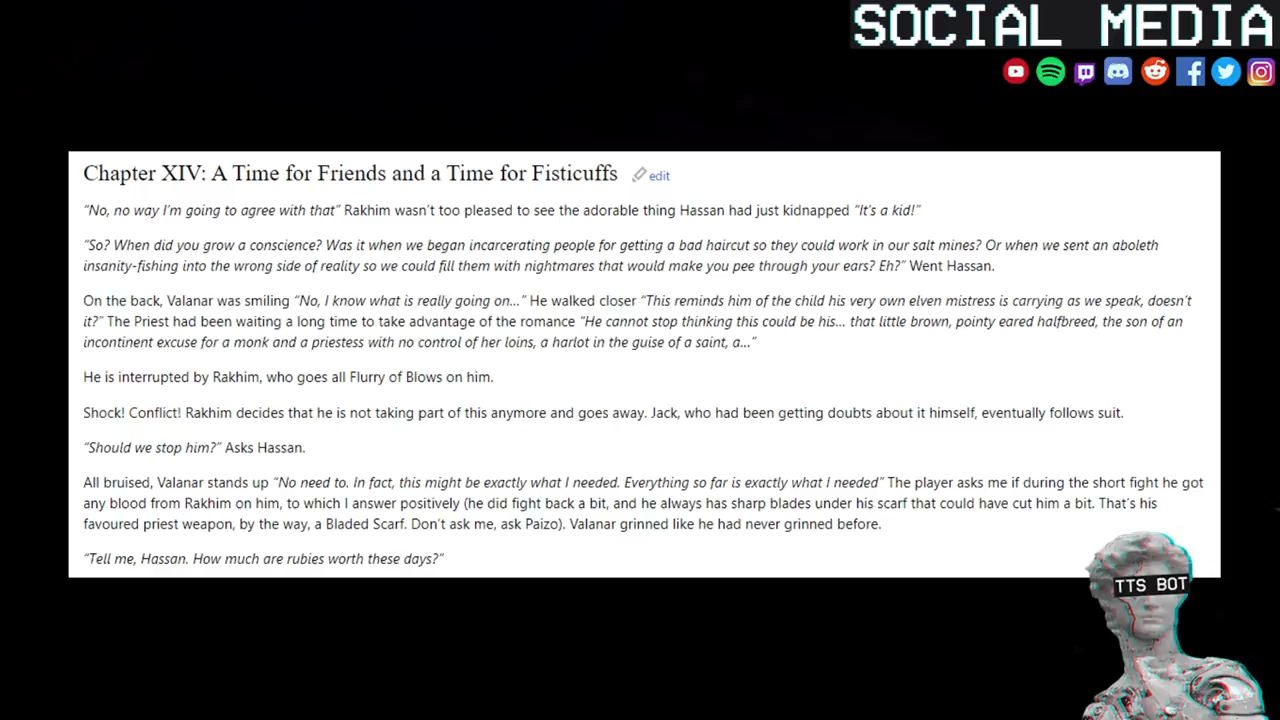 SOCIAL MEDIA
Chapter XIV: A Time for Friends and a Time for Fisticuffs edit
“No, no way I’m going to agree with that” Rakhim wasn’t too pleased to see the adorable thing Hassan had just kidnapped “It’s a kid!”
“So? When did you grow a conscience? Was it when we began incarcerating people for getting a bad haircut so they could work in our salt mines? Or when we sent an aboleth
insanity-fishing into the wrong side of reality so we could fill them with nightmares that would make you pee through your ears? Eh?” Went Hassan.
On the back, Valanar was smiling “No, I know what is really going on…” He walked closer “This reminds him of the child his very own elven mistress is carrying as we speak, doesn’t
it?” The Priest had been waiting a long time to take advantage of the romance “He cannot stop thinking this could be his… that little brown, pointy eared halfbreed, the son of an
incontinent excuse for a monk and a priestess with no control of her loins, a harlot in the guise of a saint, a…”
He is interrupted by Rakhim, who goes all Flurry of Blows on him.
Shock! Conflict! Rakhim decides that he is not taking part of this anymore and goes away. Jack, who had been getting doubts about it himself, eventually follows suit.
“Should we stop him?” Asks Hassan.
All bruised, Valanar stands up “No need to. In fact, this might be exactly what I needed. Everything so far is exactly what I needed” The player asks me if during the short fight he got
any blood from Rakhim on him, to which I answer positively (he did fight back a bit, and he always has sharp blades under his scarf that could have cut him a bit. That’s his
favoured priest weapon, by the way, a Bladed Scarf. Don’t ask me, ask Paizo). Valanar grinned like he had never grinned before.
“Tell me, Hassan. How much are rubies worth these days?”
TTS BOT